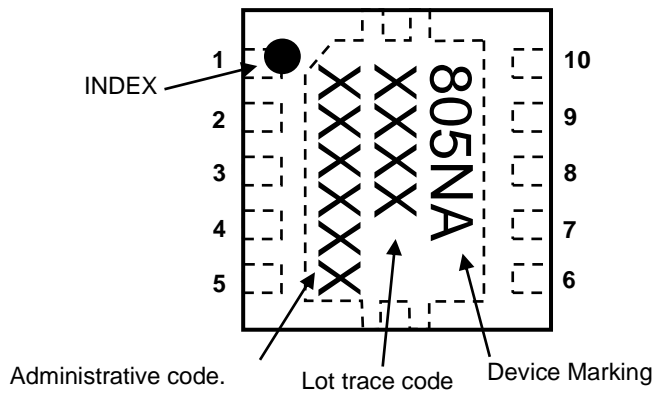 1
INDEX
2
3
4
5
10
9
8
7
6
805NA
XXXX
XXXXXX
Administrative code.
Lot trace code
Device Marking